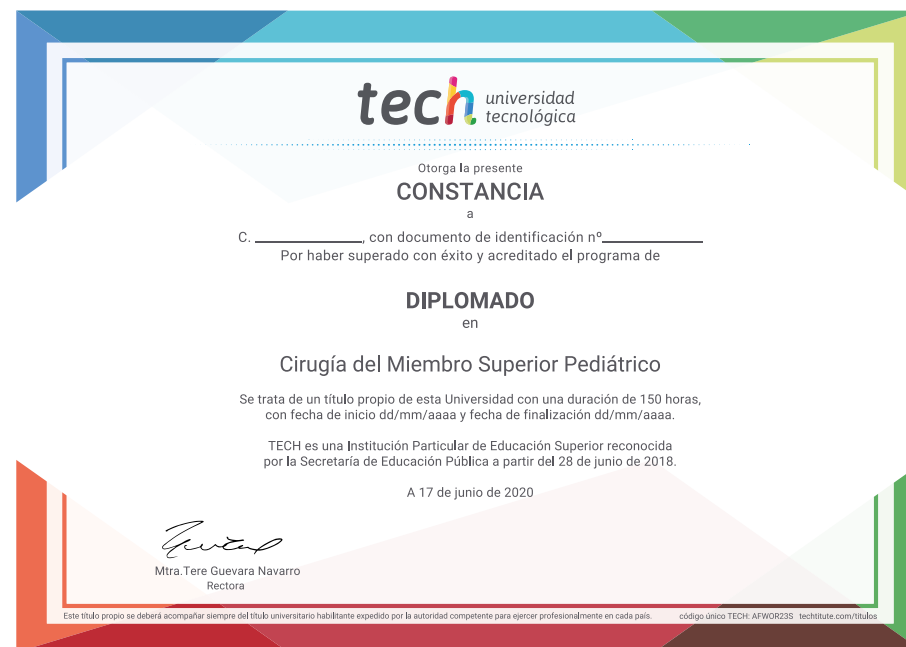 tech universidad
tecnológica
Otorga la presente
CONSTANCIA
a
C. ____________, con documento de identificación nº____________
Por haber superado con éxito y acreditado el programa de
DIPLOMADO
en
Cirugía del Miembro Superior Pediátrico
Se trata de un título propio de esta Universidad con una duración de 150 horas,
con fecha de inicio dd/mm/aaaa y fecha de finalización dd/mm/aaaa.
TECH es una Institución Particular de Educación Superior reconocida
por la Secretaría de Educación Pública a partir del 28 de junio de 2018.
A 17 de junio de 2020
Mtra.Tere Guevara Navarro
Rectora
Este título propio se deberá acompañar siempre del título universitario habilitante expedido por la autoridad competente para ejercer profesionalmente en cada país. código único TECH: AFWOR23S techtitute.com/titulos